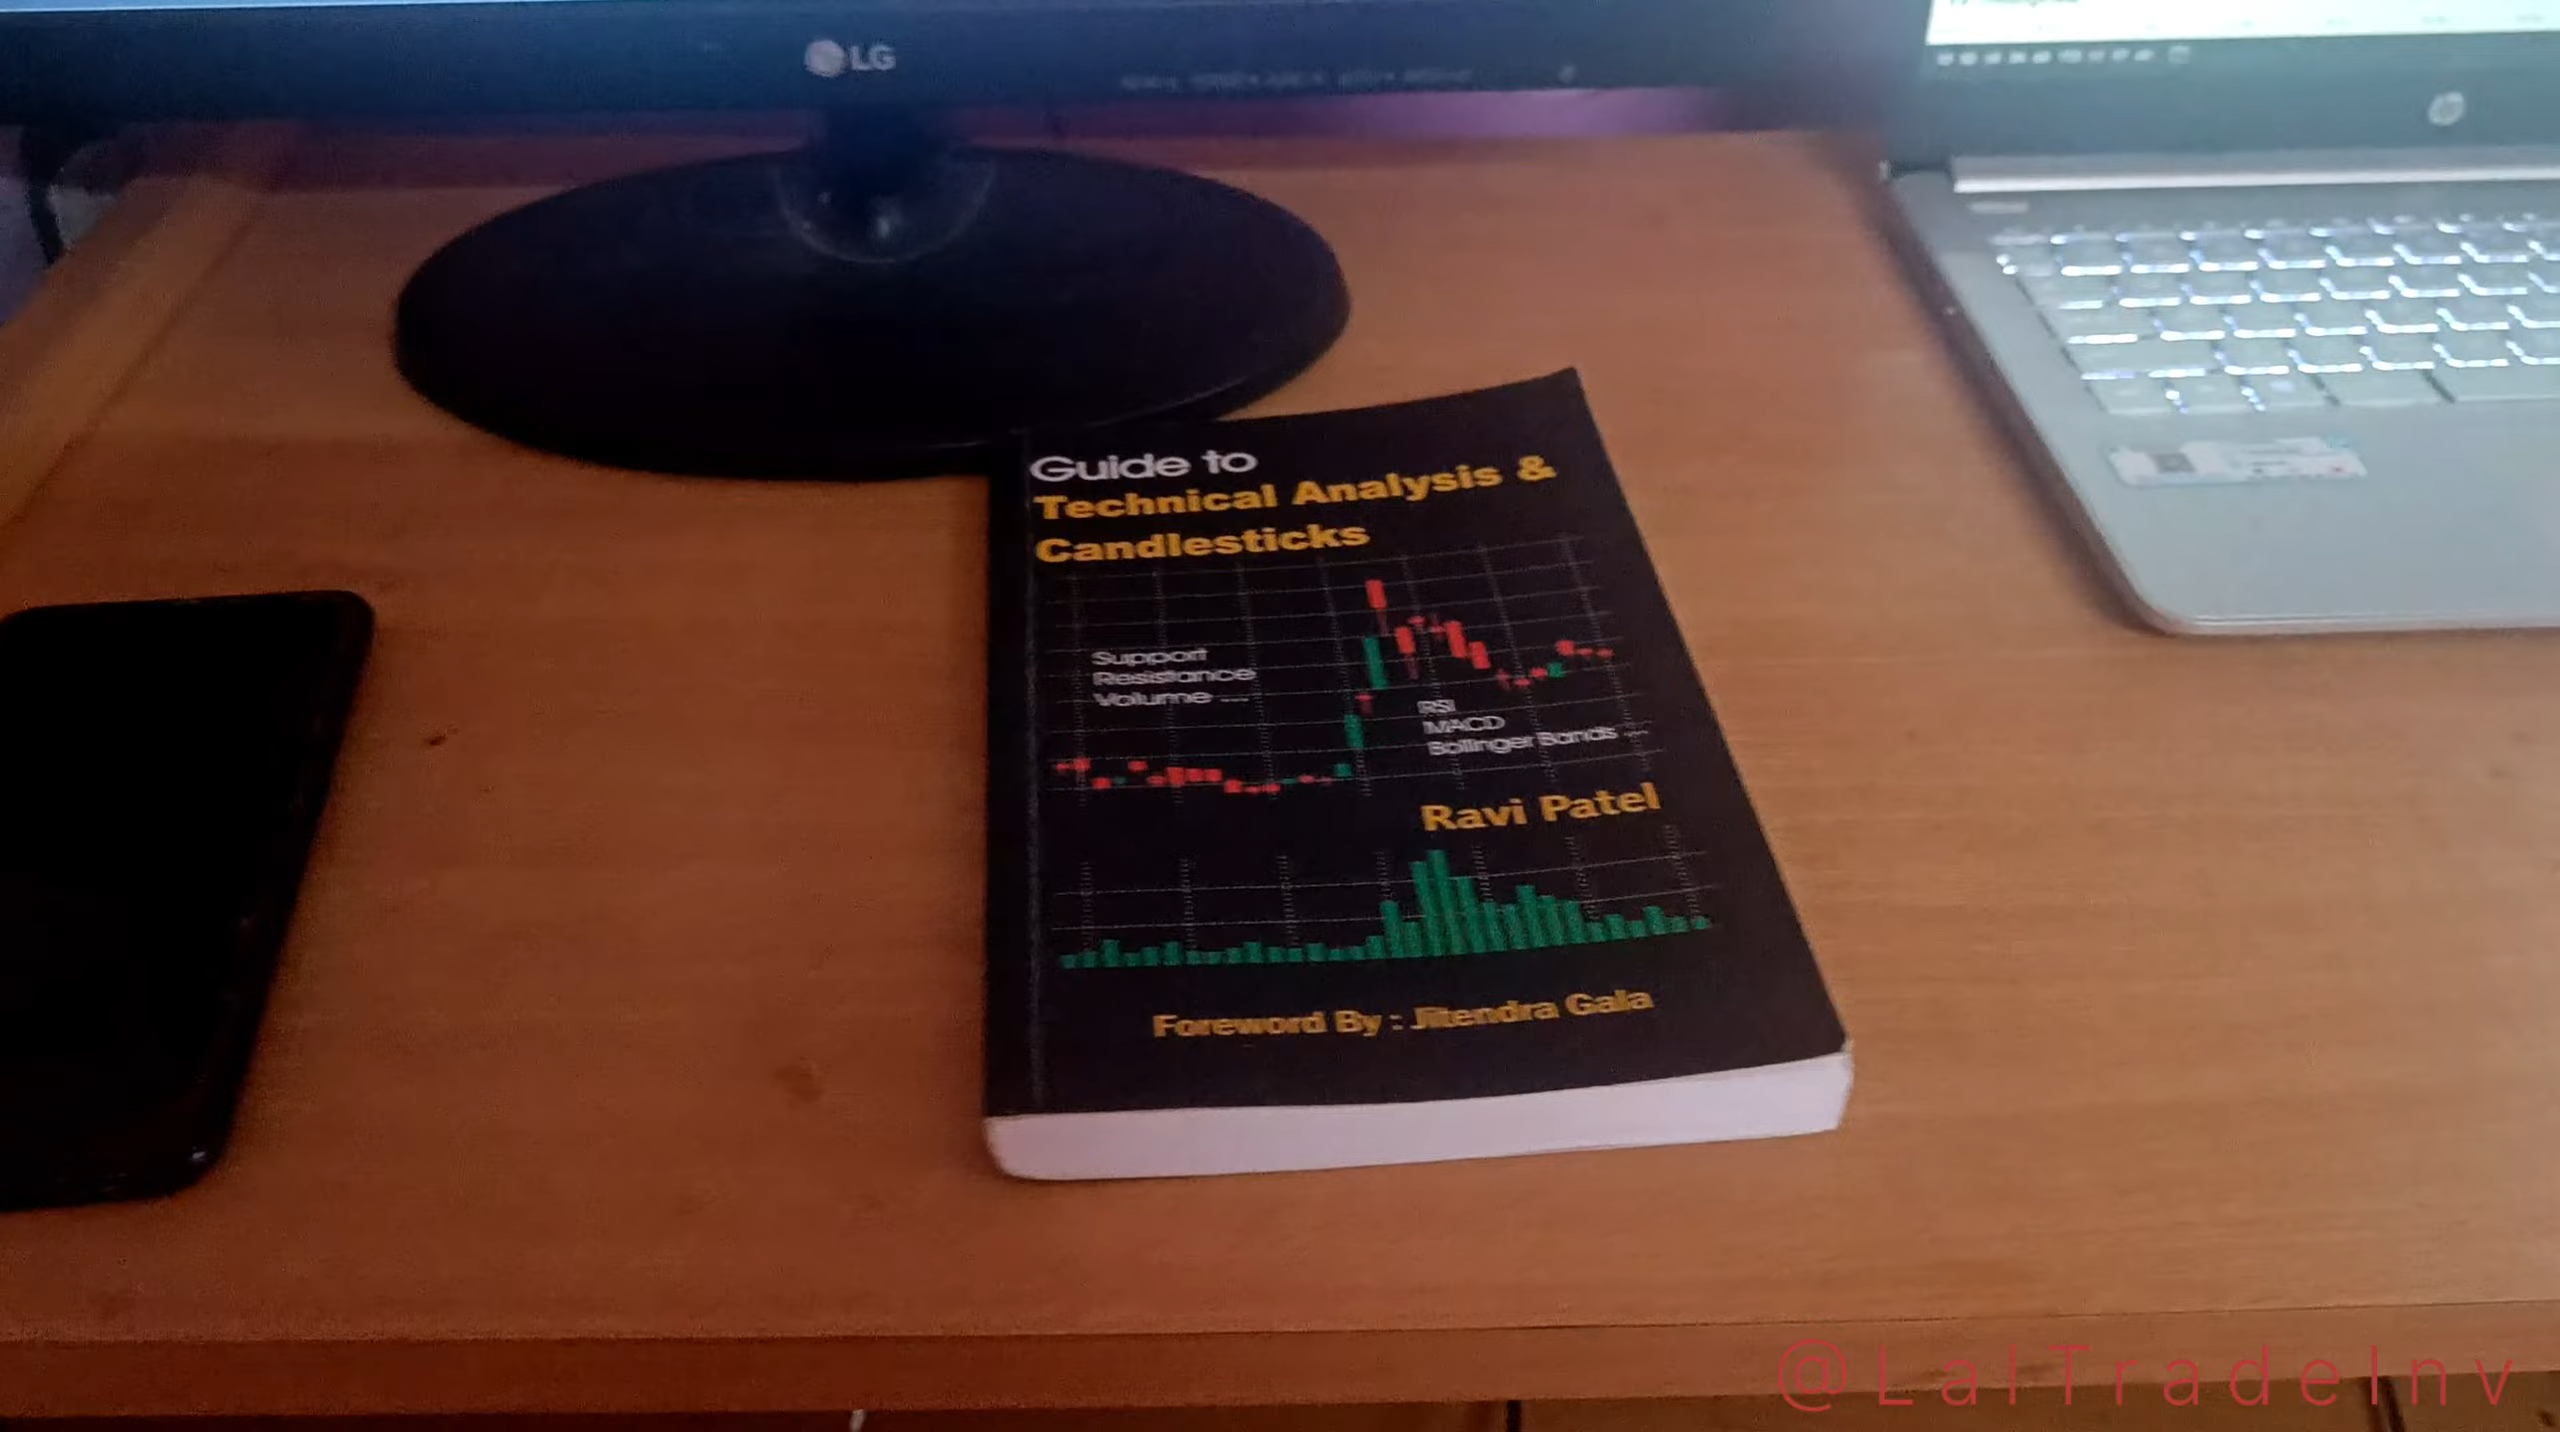 LG
Guide to
Technical Analysis &
Candlesticks
Support
Resistance
Volume ...
RSI
MACD
Bollinger Bands ...
Ravi Patel
Foreword By : Jitendra Gala
@LalTradeInv